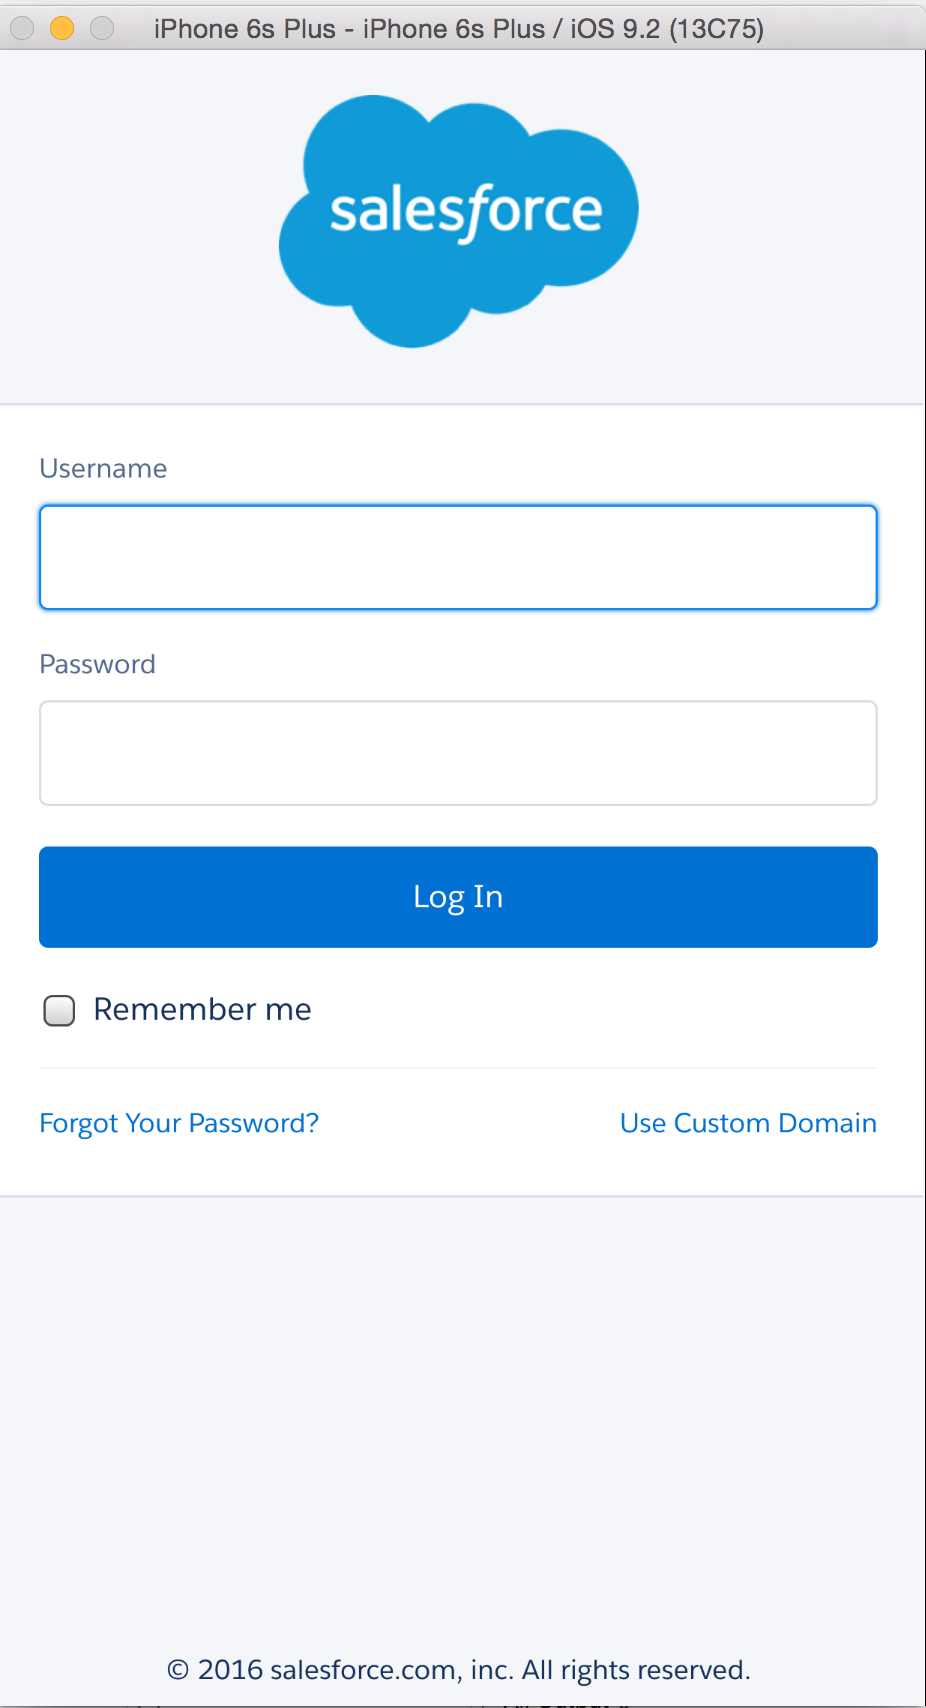 iPhone 6s Plus - iPhone 6s Plus / iOS 9.2 (13C75)
salesforce
Username
Password
Log In
Remember me
Forgot Your Password? Use Custom Domain
© 2016 salesforce.com, inc. All rights reserved.